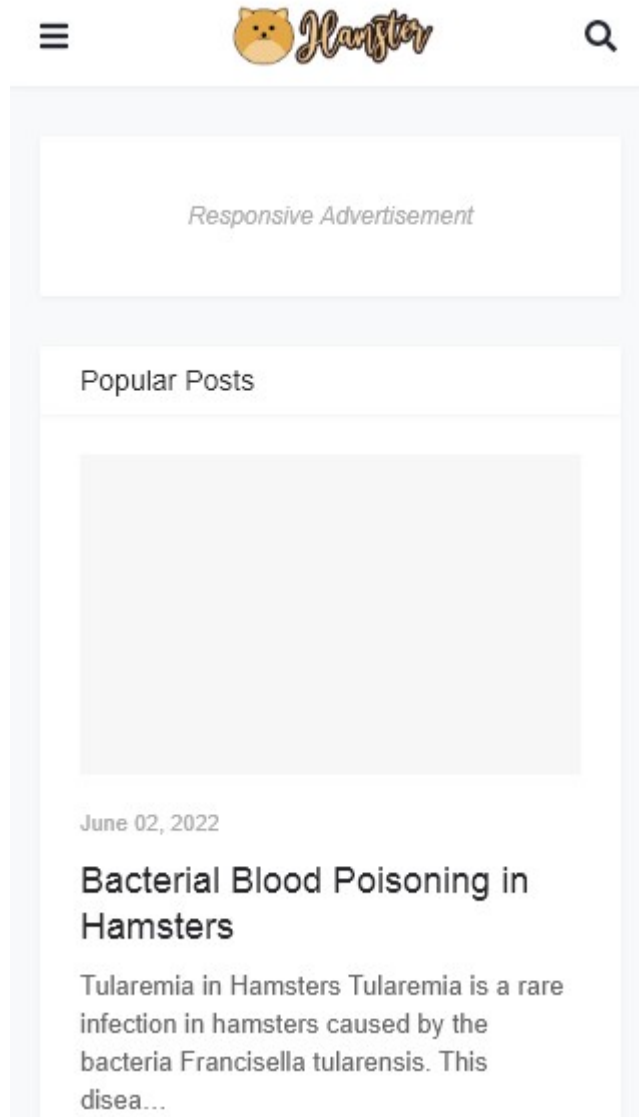 Hamster
Responsive Advertisement
Popular Posts
June 02, 2022
Bacterial Blood Poisoning in
Hamsters
Tularemia in Hamsters Tularemia is a rare
infection in hamsters caused by the
bacteria Francisella tularensis. This
disea...